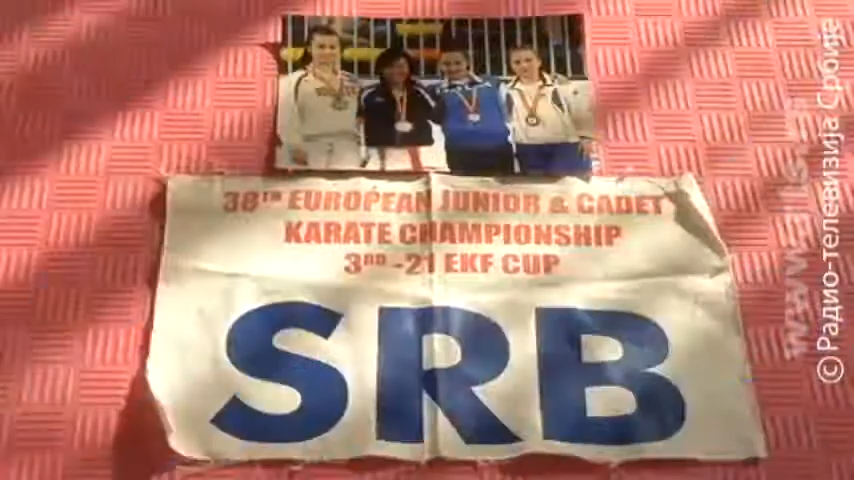 38TH EUROPEAN JUNIOR & CADET
KARATE CHAMPIONSHIP
3RD -21 EKF CUP
SRB
© Радио-телевизија Србије